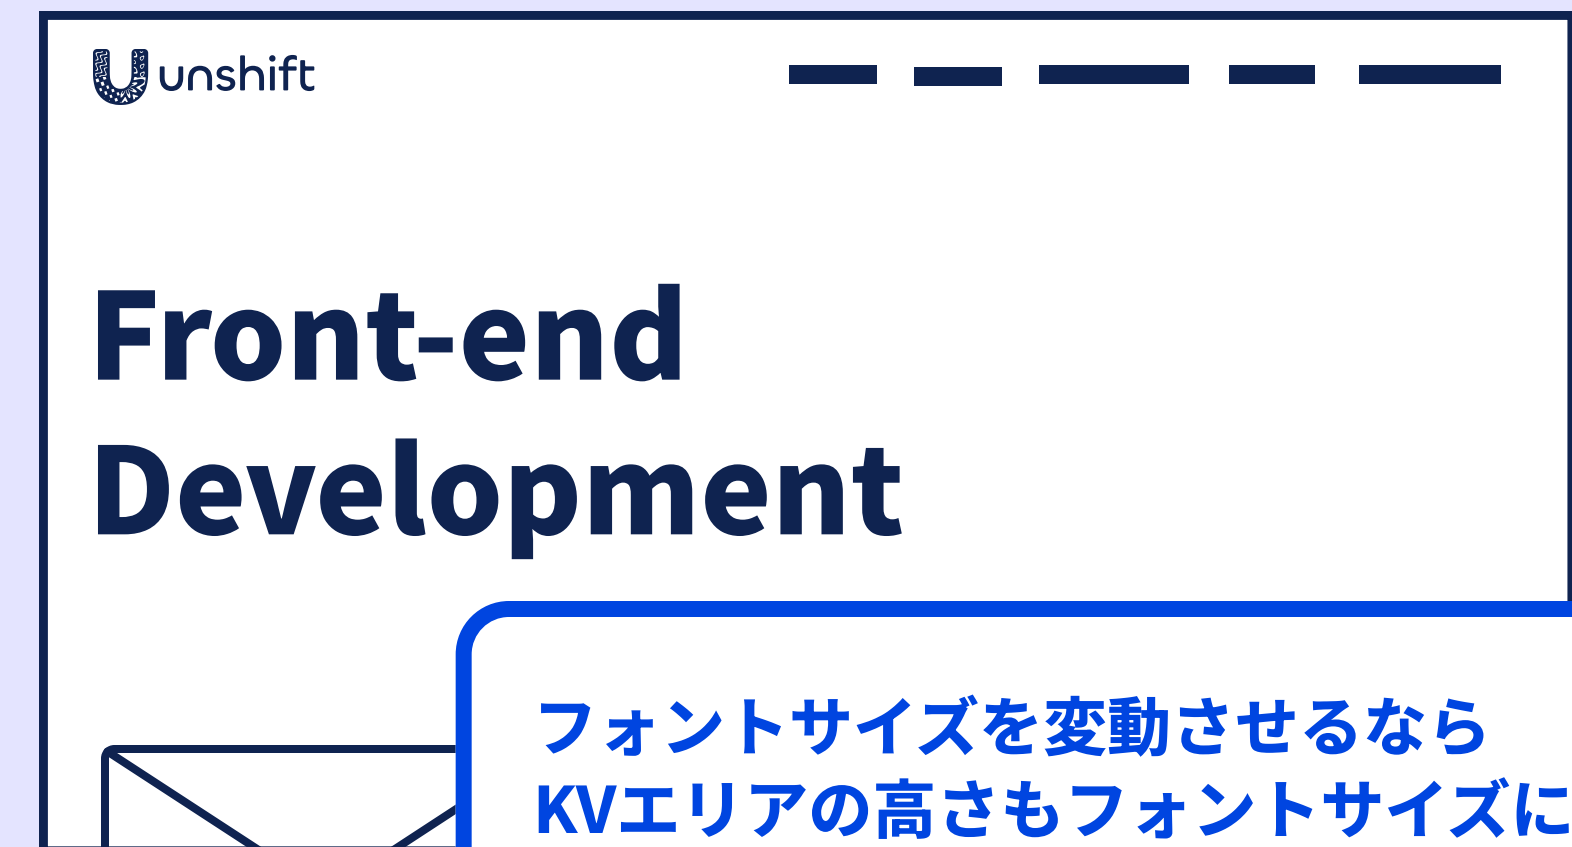 unshift
Front-end
Development
フォントサイズを変動させるなら
KVエリアの高さもフォントサイズに